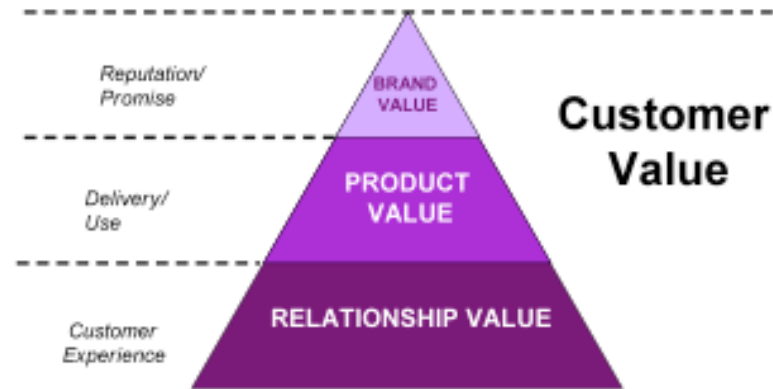 Reputation/
Promise
BRAND
VALUE
Customer
Value
Delivery/
Use
PRODUCT
VALUE
Customer
Experience
RELATIONSHIP VALUE